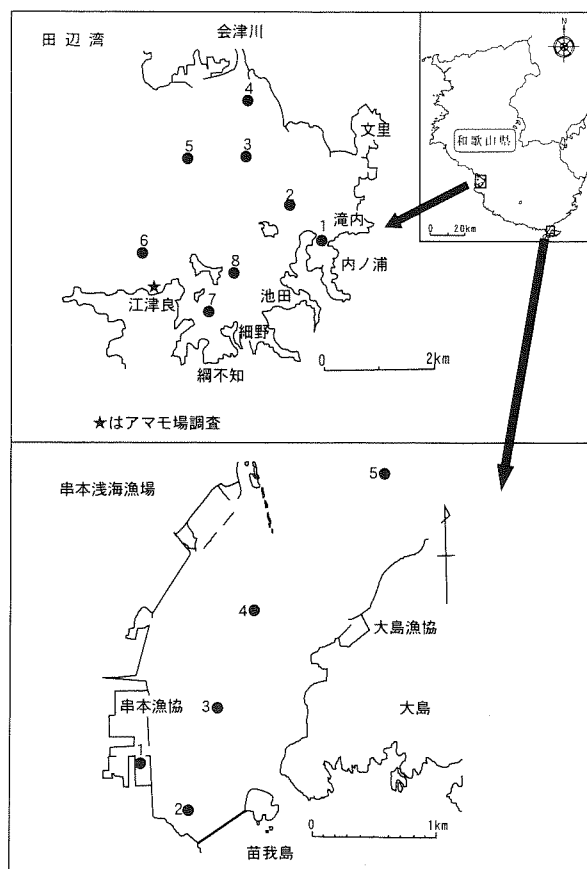 田辺湾
会津川
4
文里
5
3
2
滝内
1
内ノ浦
6
8
池田
江津良
7
細野
綱不知
0 2km
★はアマモ場調査
N
和歌山県
0 20km
串本浅海漁場
5
4
大島漁協
串本漁協
3
大島
1
2
苗我島
0 1km